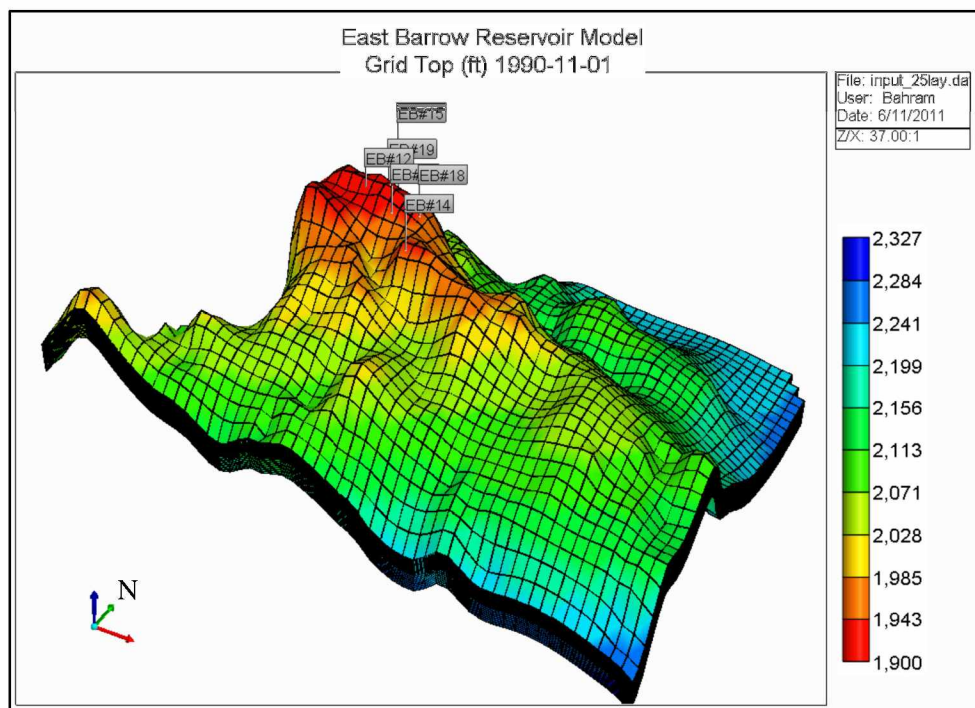 East Barrow Reservoir Model
Grid Top (ft) 1990-11-01
File: input_25lay.da
User: Bahram
Date: 6/11/2011
Z/X: 37.00:1
EB#15
EB#19
EB#12
EB#
EB#18
EB#14
2,327
2,284
2,241
2,199
2,156
2,113
2,071
2,028
1,985
1,943
1,900
N